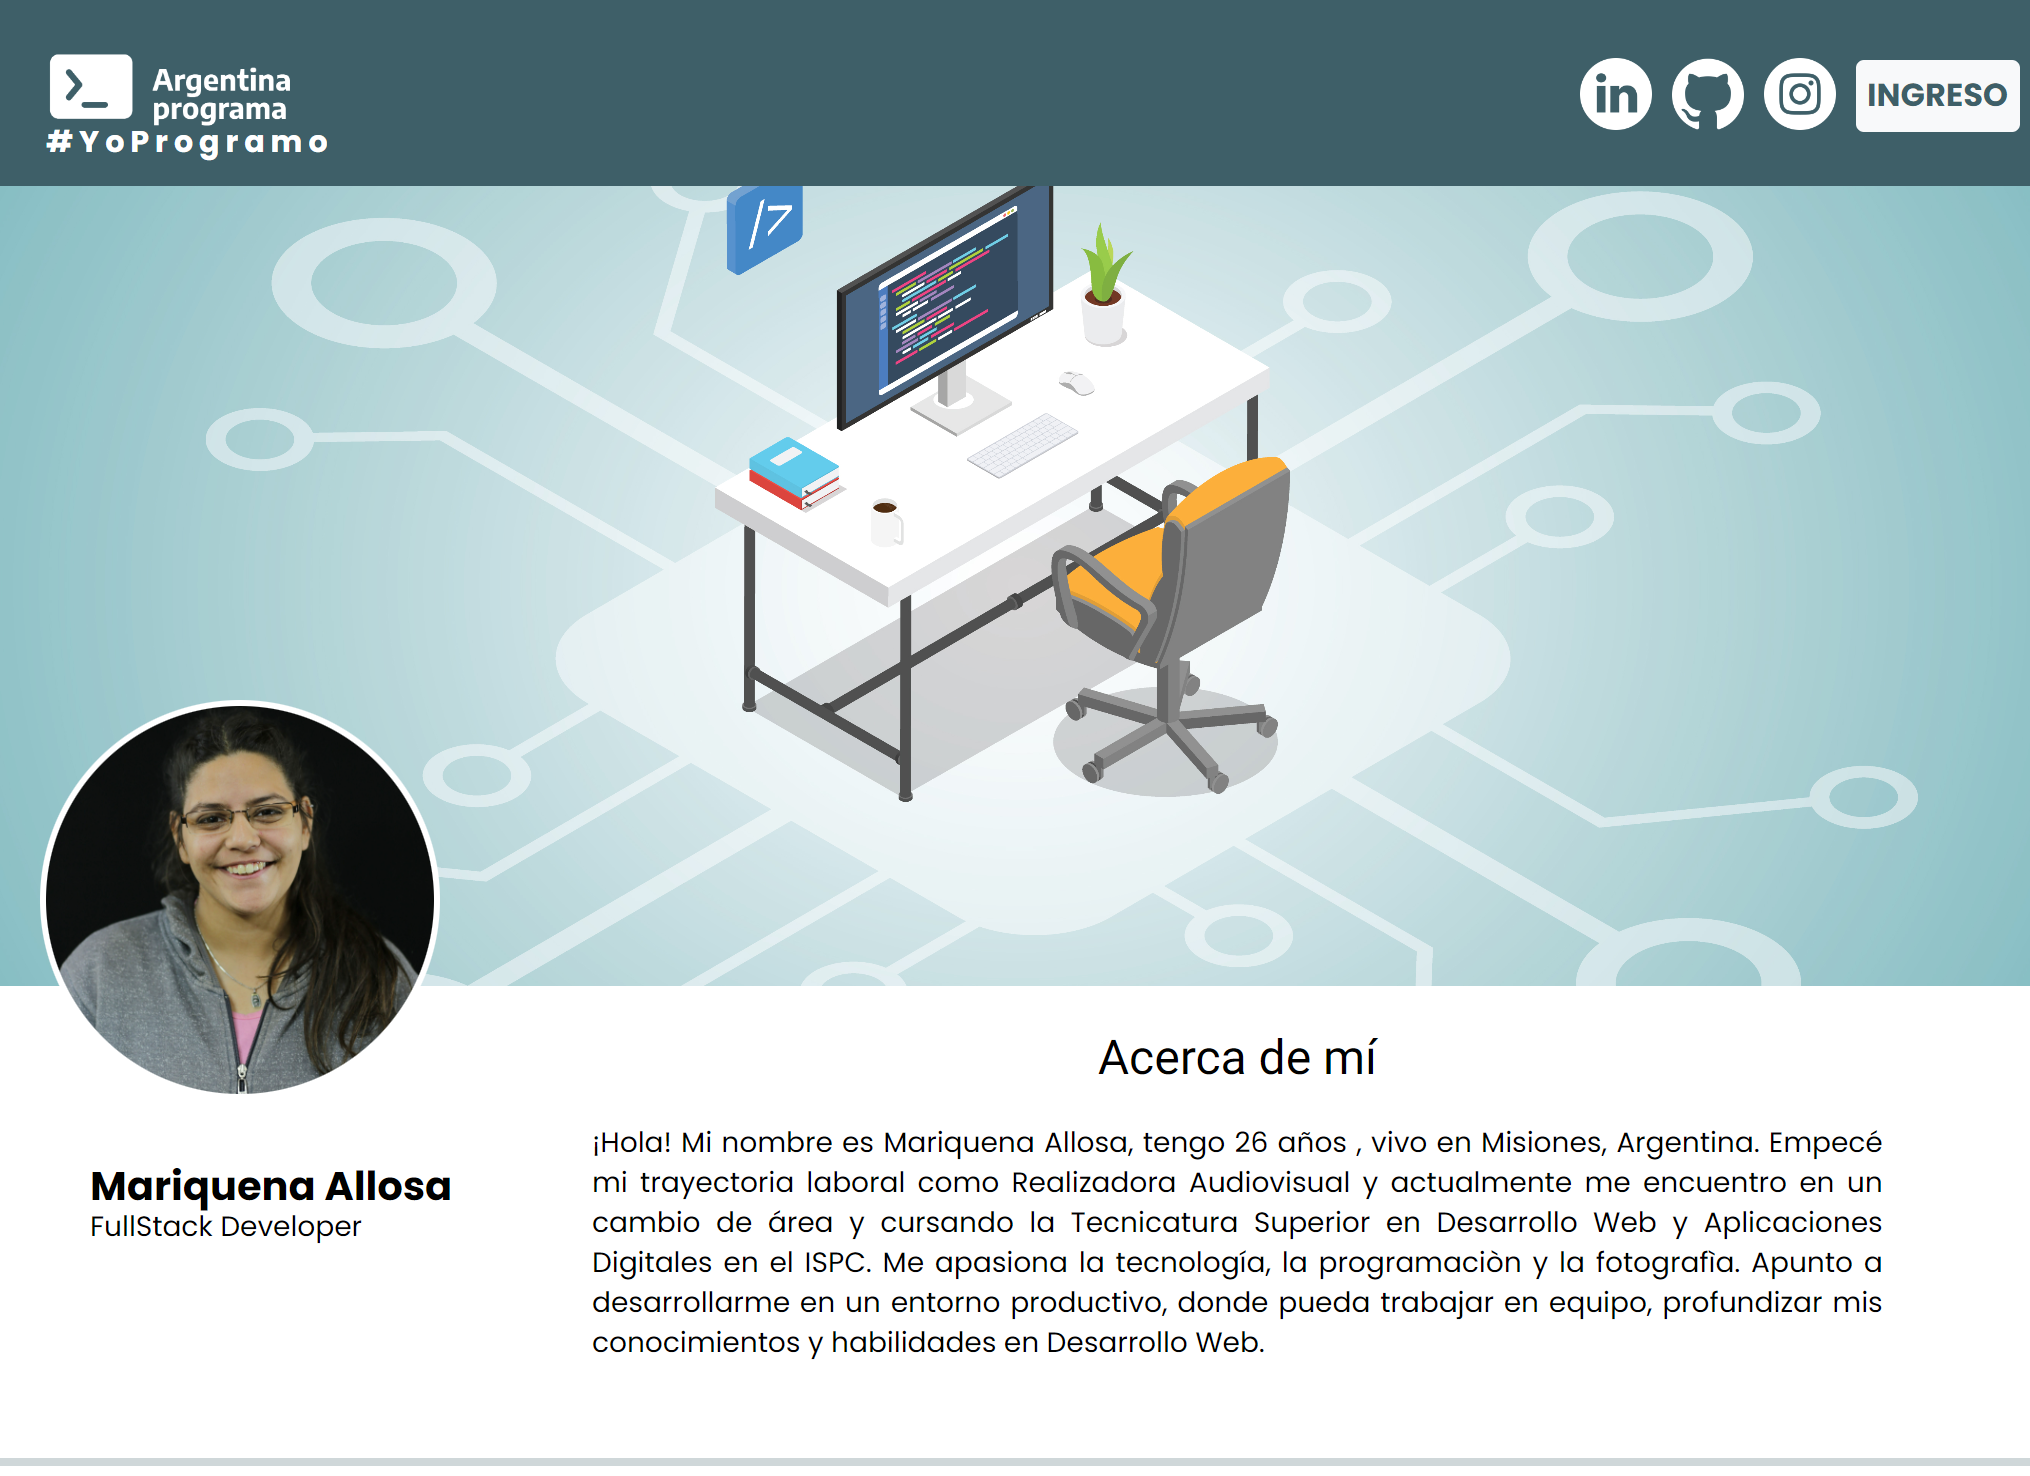 Argentina
programa
#YoProgramo
INGRESO
Acerca de mí
¡Hola! Mi nombre es Mariquena Allosa, tengo 26 años , vivo en Misiones, Argentina. Empecé
mi trayectoria laboral como Realizadora Audiovisual y actualmente me encuentro en un
cambio de área y cursando la Tecnicatura Superior en Desarrollo Web y Aplicaciones
Digitales en el ISPC. Me apasiona la tecnología, la programaciòn y la fotografìa. Apunto a
desarrollarme en un entorno productivo, donde pueda trabajar en equipo, profundizar mis
conocimientos y habilidades en Desarrollo Web.
Mariquena Allosa
FullStack Developer